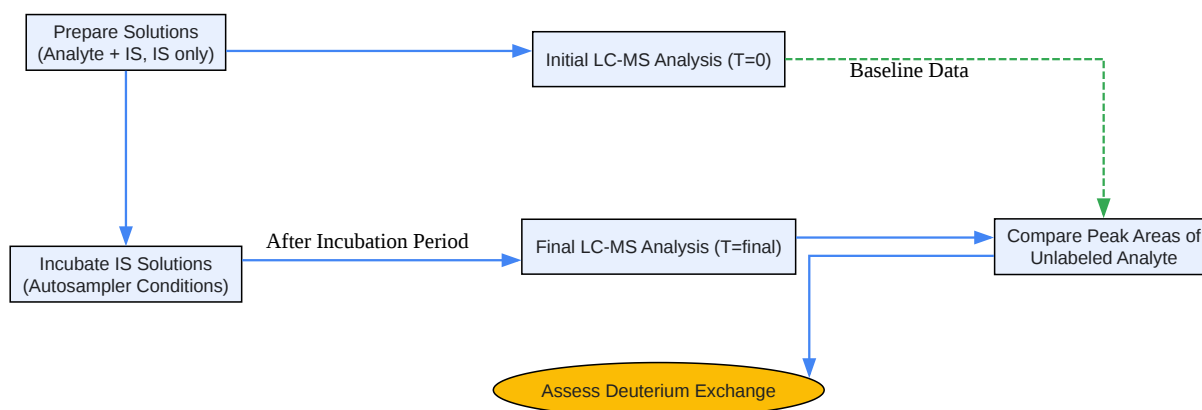 Prepare Solutions
(Analyte + IS, IS only)
Initial LC-MS Analysis (T=0)
Baseline Data
Incubate IS Solutions
(Autosampler Conditions)
After Incubation Period
Final LC-MS Analysis (T=final)
Compare Peak Areas of
Unlabeled Analyte
Assess Deuterium Exchange